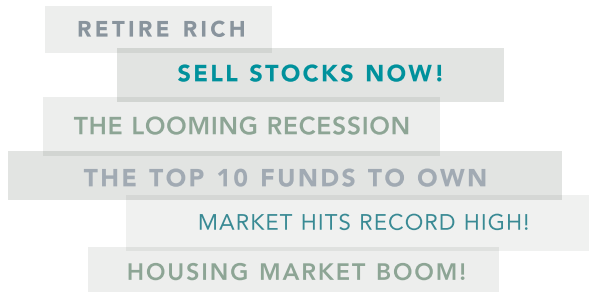 RETIRE RICH
SELL STOCKS NOW!
THE LOOMING RECESSION
THE TOP 10 FUNDS TO OWN
MARKET HITS RECORD HIGH!
HOUSING MARKET BOOM!